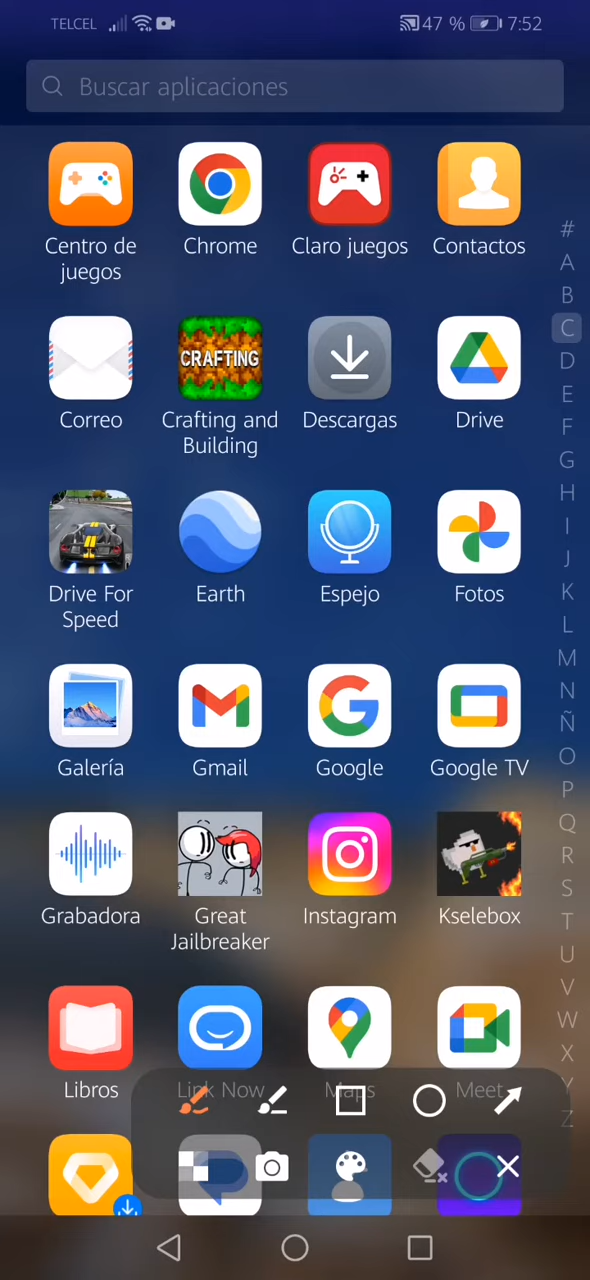 TELCEL 47 % 7:52
Buscar aplicaciones
Centro de juegos
Chrome
Claro juegos
Contactos
#
A
B
C
D
E
F
G
H
I
J
K
L
M
N
Ñ
O
P
Q
R
S
T
U
V
W
X
Y
Z
CRAFTING
Correo
Crafting and Building
Descargas
Drive
Drive For Speed
Earth
Espejo
Fotos
Galería
Gmail
Google
Google TV
Grabadora
Great Jailbreaker
Instagram
Kselebox
Libros
Link Now
Maps
Meet